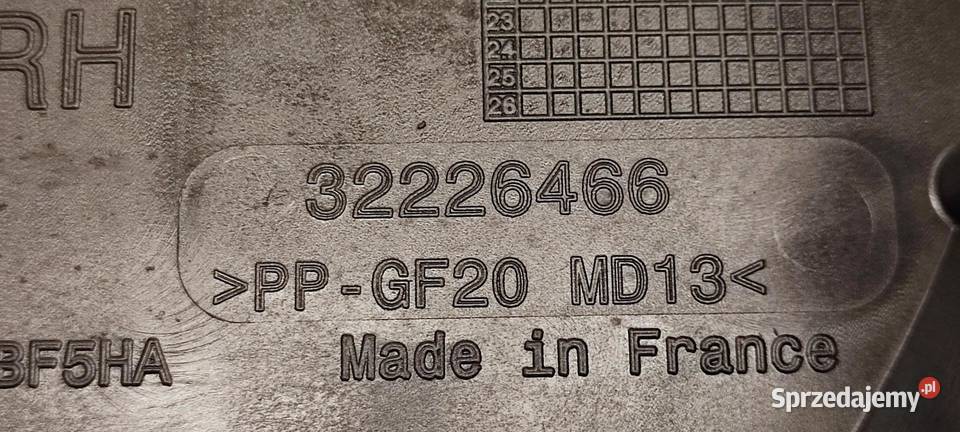 RH
23
24
25
26
32226466
>PP-GF20 MD13<
BF5HA
Made in France
Sprzedajemy.pl